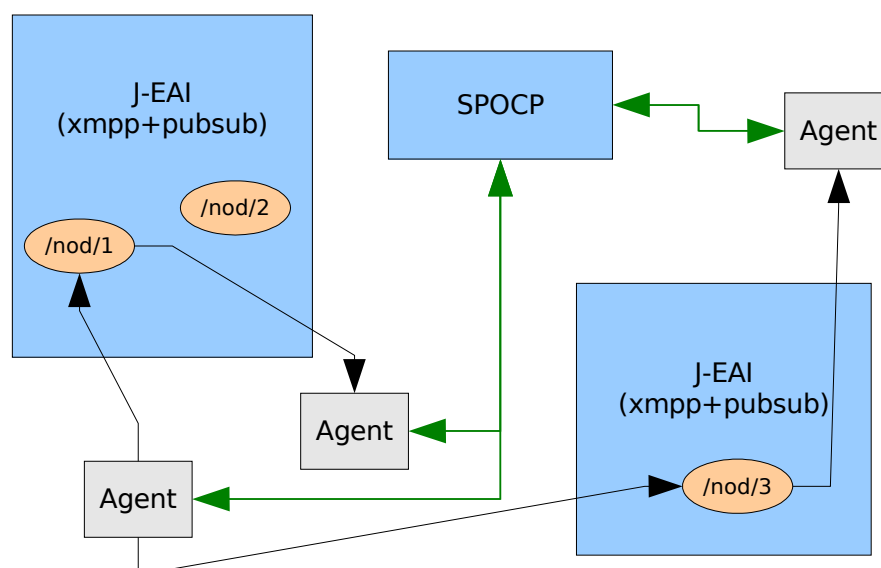 J-EAI
(xmpp+pubsub)
/nod/2
/nod/1
SPOCP
Agent
Agent
Agent
J-EAI
(xmpp+pubsub)
/nod/3